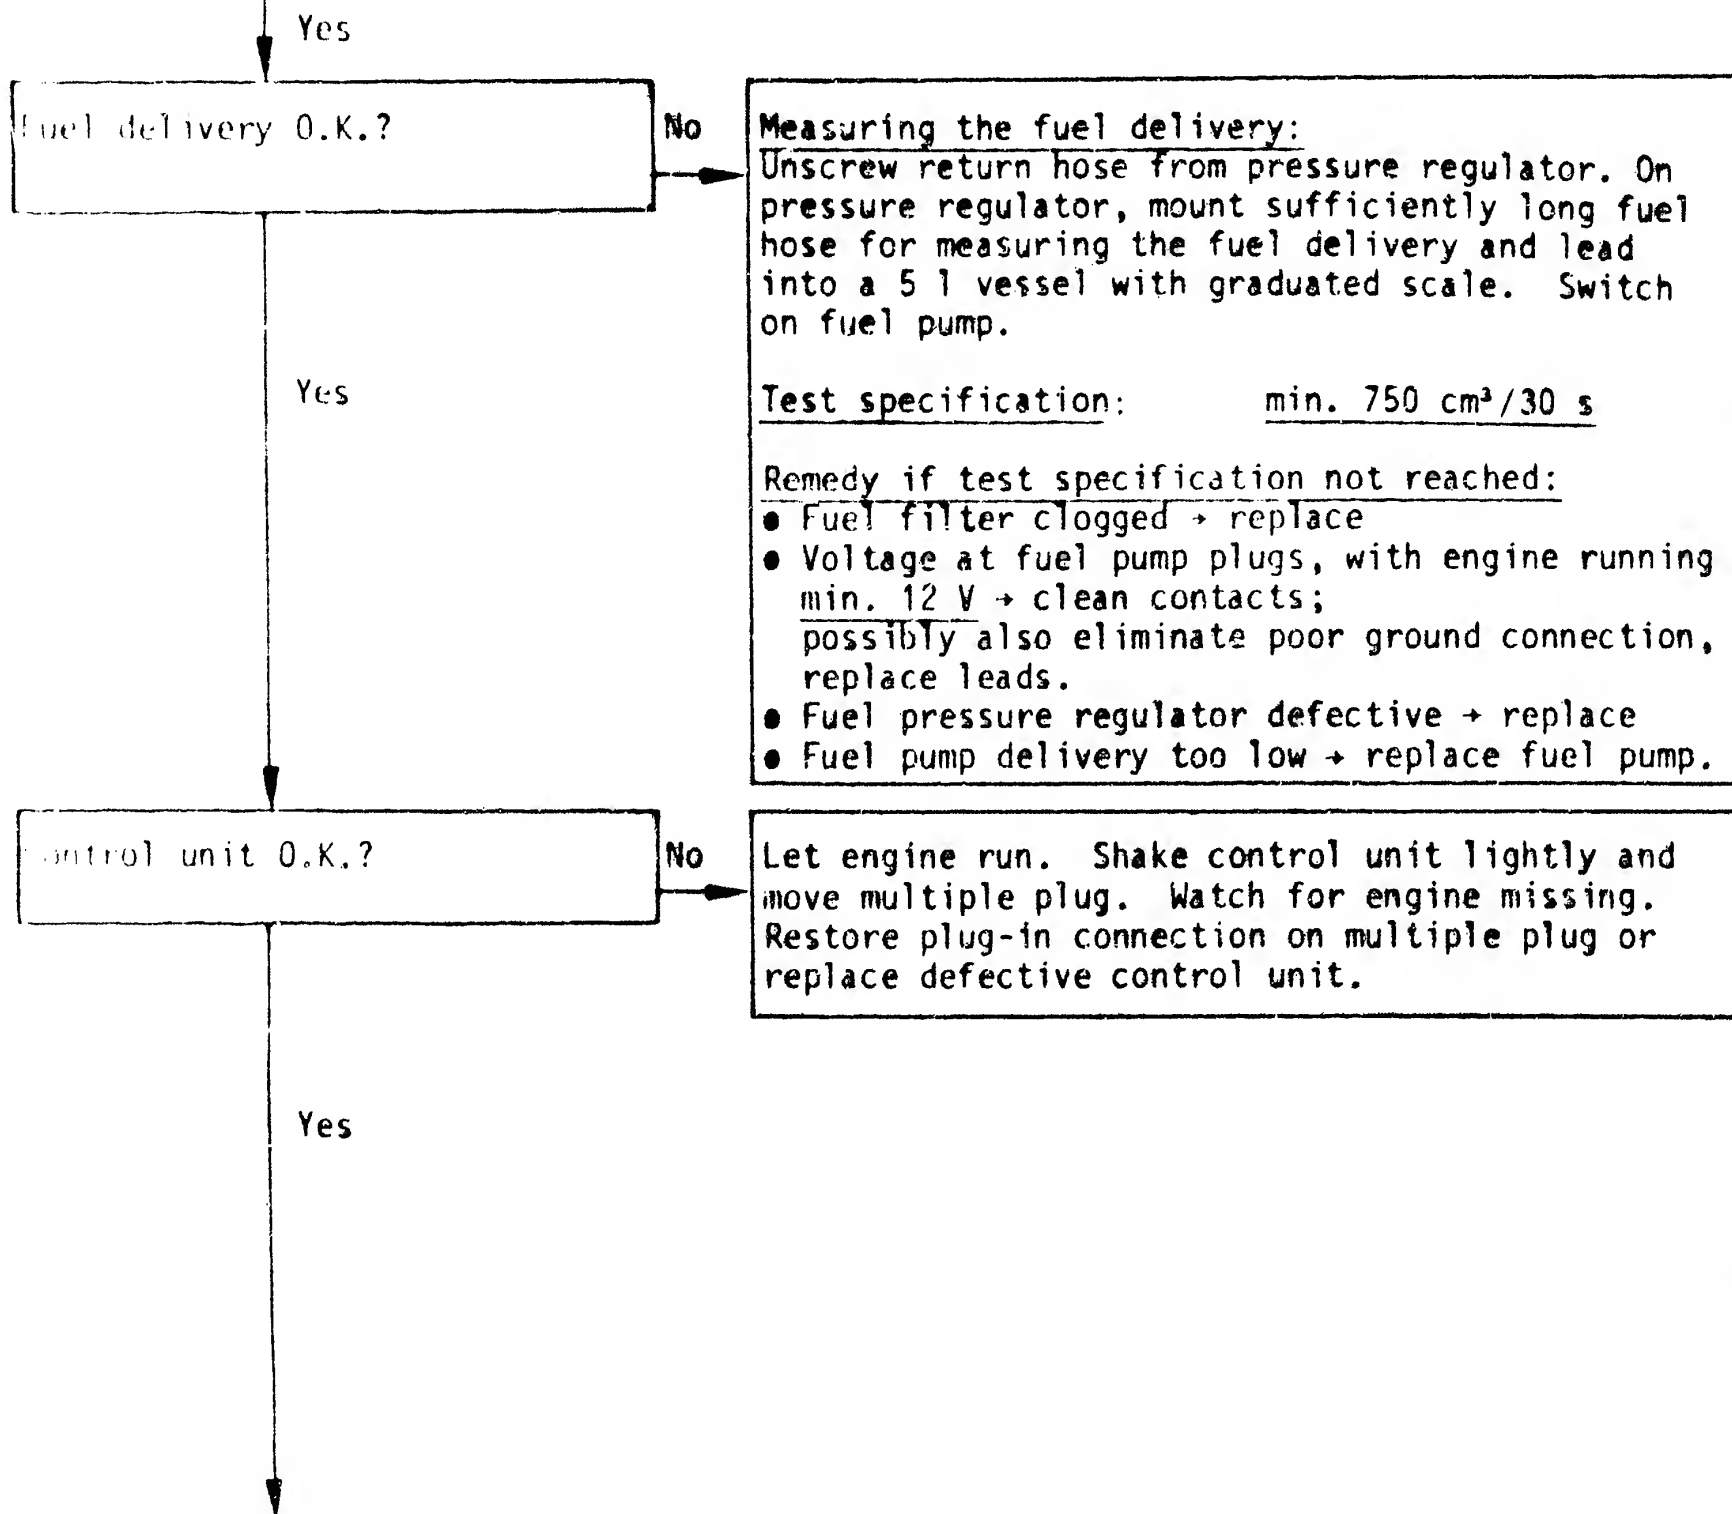 Yes
Fuel delivery O.K.?
No
Measuring the fuel delivery:
Unscrew return hose from pressure regulator. On
pressure regulator, mount sufficiently long fuel
hose for measuring the fuel delivery and lead
into a 5 l vessel with graduated scale. Switch
on fuel pump.
Test specification: min. 750 cm³/30 s
Remedy if test specification not reached:
● Fuel filter clogged → replace
● Voltage at fuel pump plugs, with engine running
min. 12 V → clean contacts;
possibly also eliminate poor ground connection,
replace leads.
● Fuel pressure regulator defective → replace
● Fuel pump delivery too low → replace fuel pump.
Yes
Control unit O.K.?
No
Let engine run. Shake control unit lightly and
move multiple plug. Watch for engine missing.
Restore plug-in connection on multiple plug or
replace defective control unit.
Yes